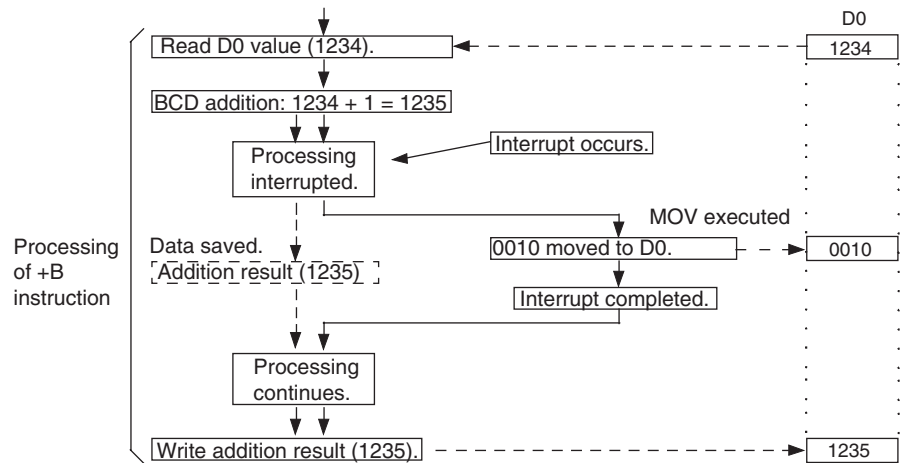 D0
Read D0 value (1234).
1234
BCD addition: 1234 + 1 = 1235
Interrupt occurs.
Processing
interrupted.
MOV executed
Processing
of +B
instruction
Data saved.
Addition result (1235)
0010 moved to D0.
0010
Interrupt completed.
Processing
continues.
Write addition result (1235).
1235